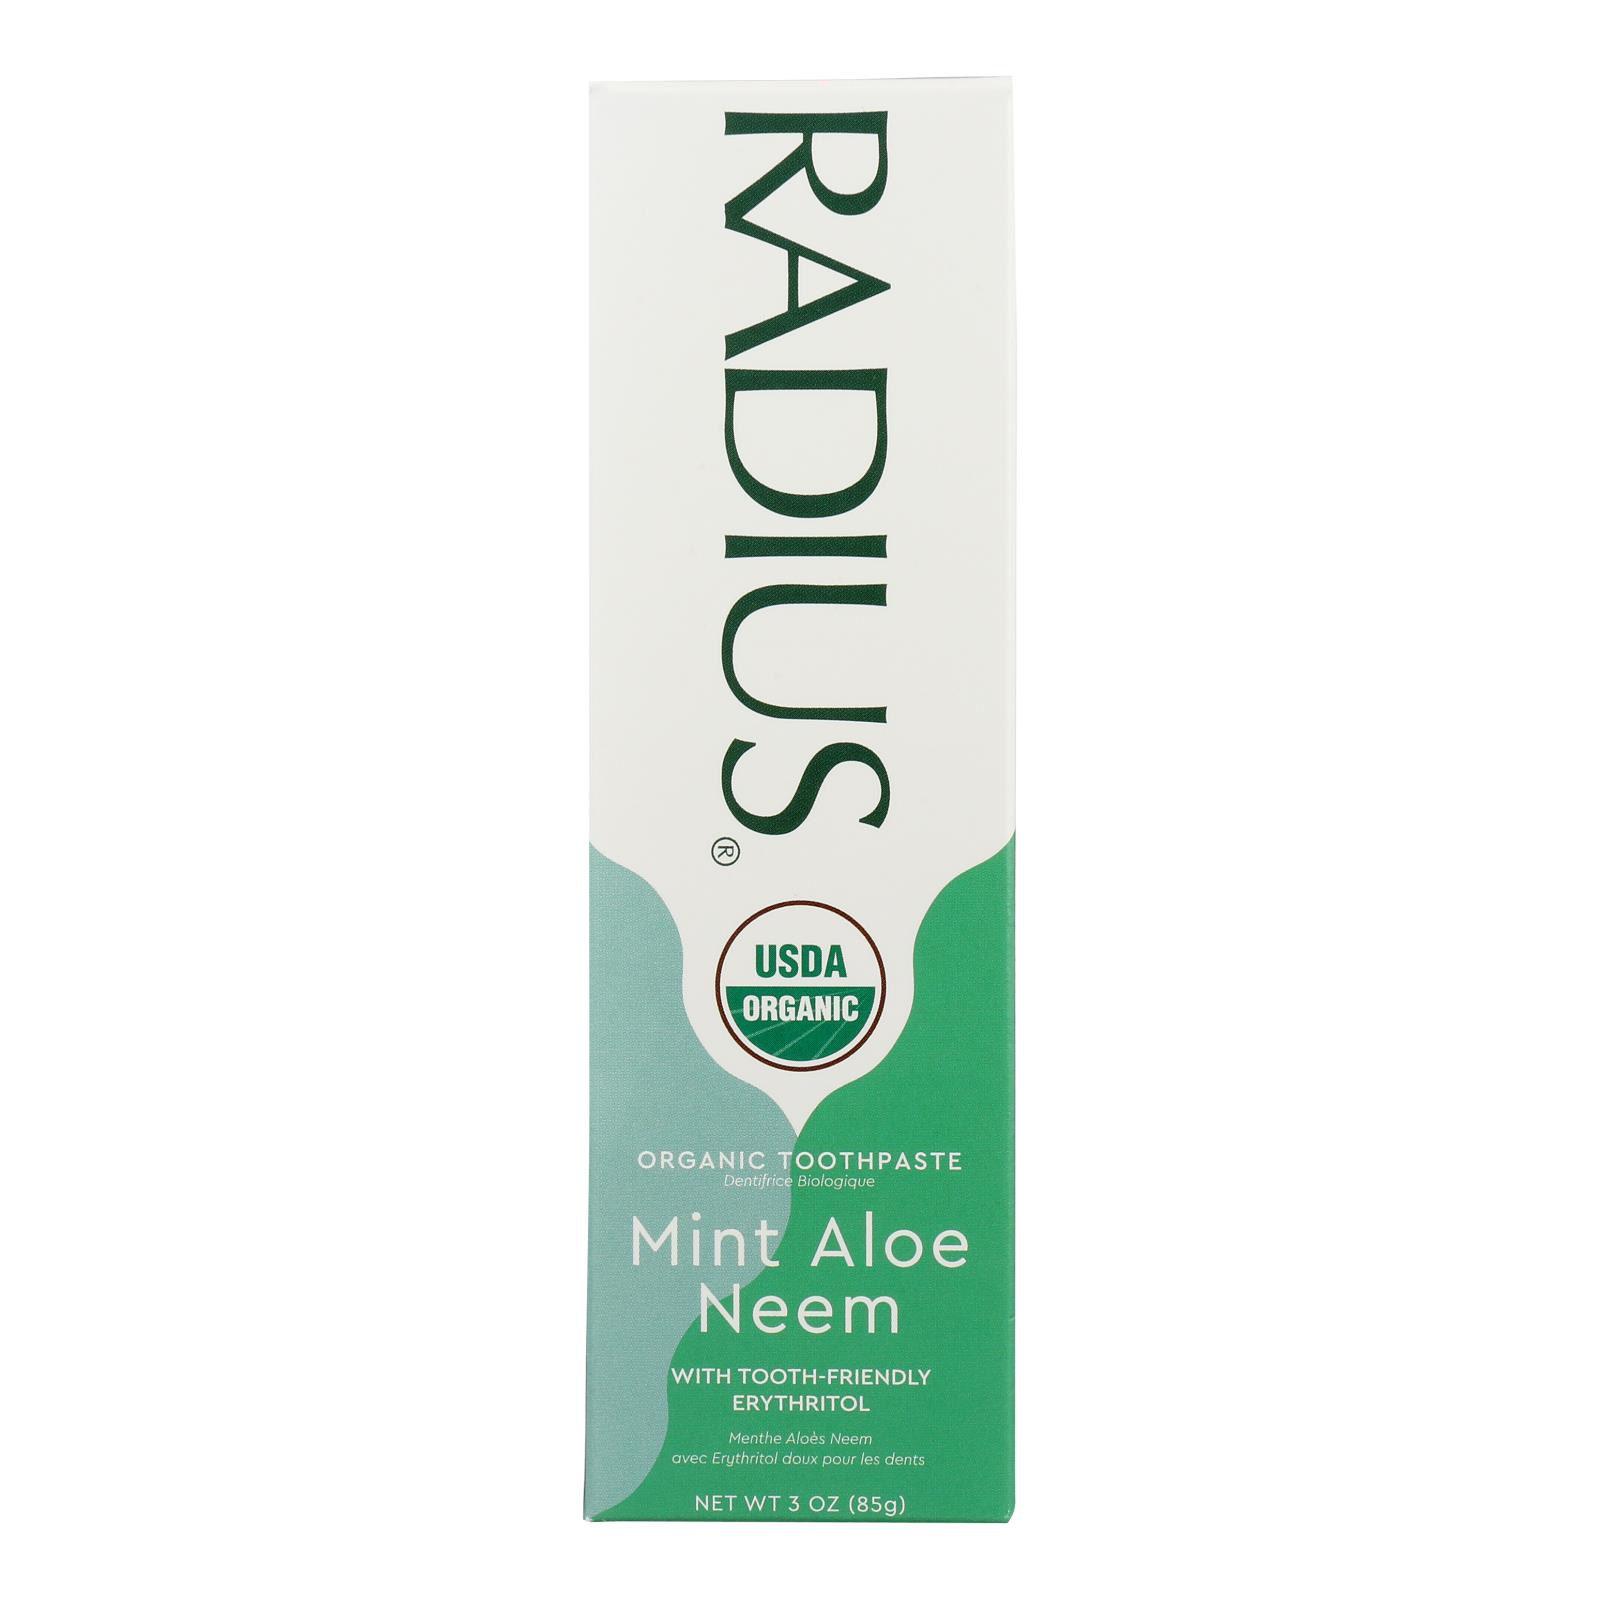 RADIUS®
USDA
ORGANIC
ORGANIC TOOTHPASTE
Dentifrice Biologique
Mint Aloe
Neem
WITH TOOTH-FRIENDLY
ERYTHRITOL
Menthe Aloès Neem
avec Erythritol doux pour les dents
NET WT 3 OZ (85g)